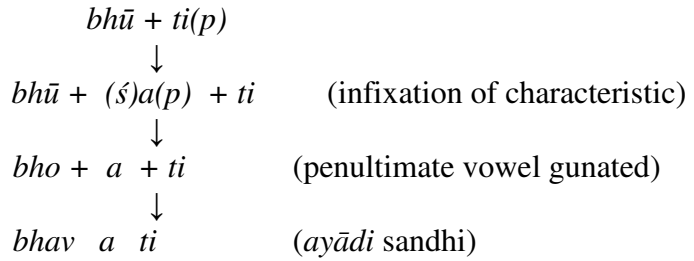 bhū + ti(p)
↓
bhū + (ś)a(p) + ti (infixation of characteristic)
↓
bho + a + ti (penultimate vowel gunated)
↓
bhav a ti (ayādi sandhi)